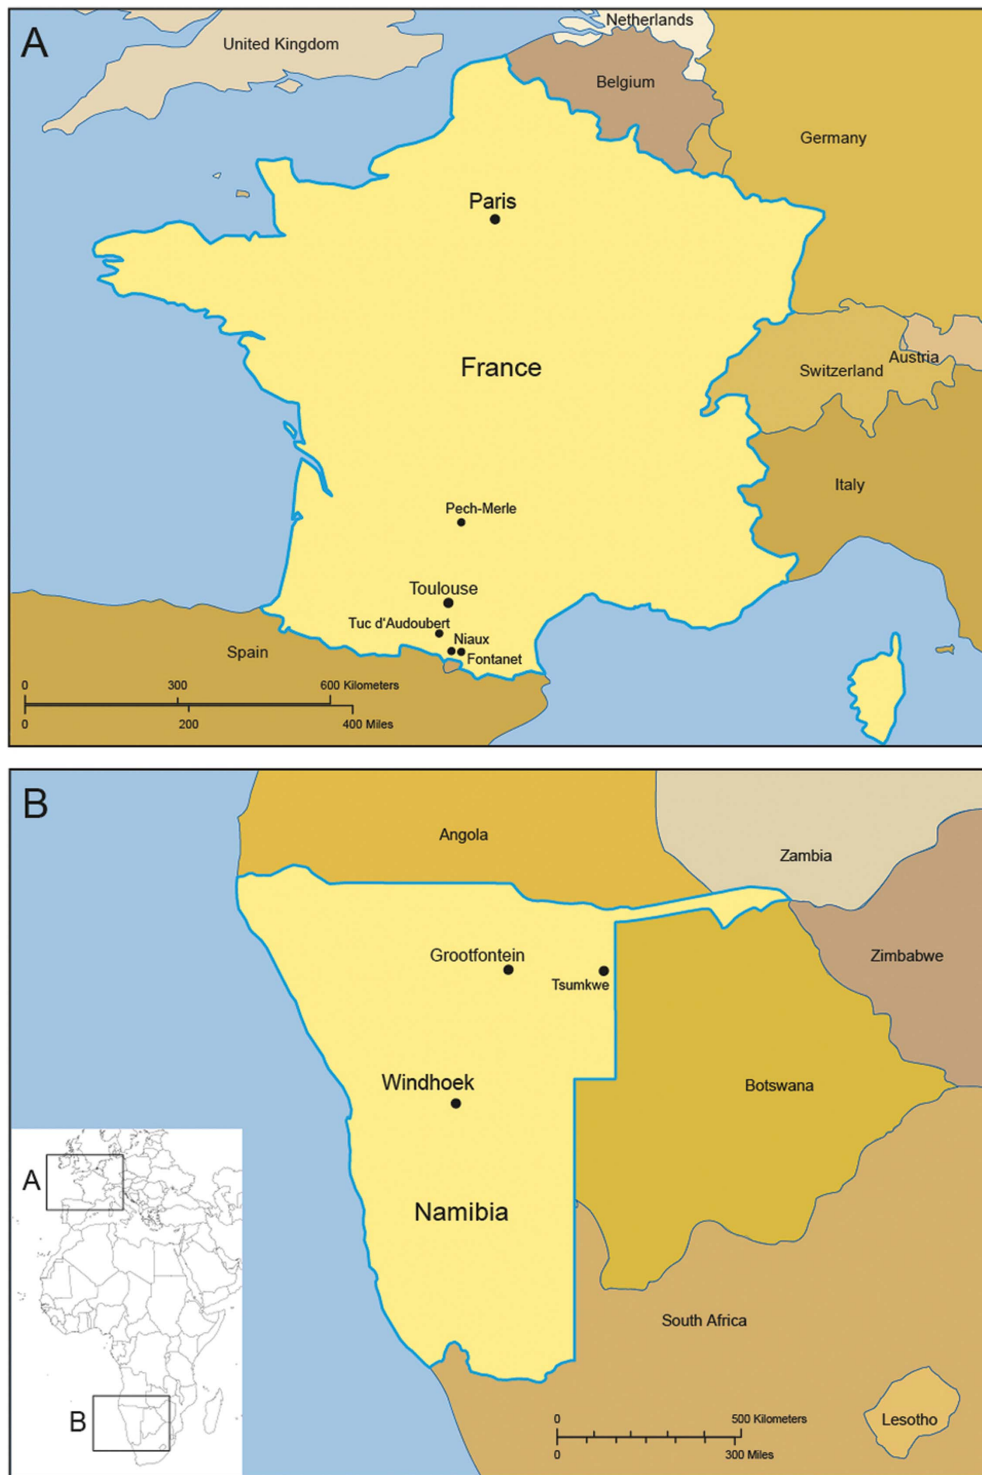 A
United Kingdom
Netherlands
Belgium
Germany
Paris
France
Switzerland
Austria
Italy
Pech-Merle
Toulouse
Tuc d'Audoubert
Niaux
Fontanet
Spain
0 300 600 Kilometers
0 200 400 Miles
B
Angola
Zambia
Zimbabwe
Grootfontein
Tsumkwe
Windhoek
Botswana
Namibia
South Africa
Lesotho
A
B
0 500 Kilometers
0 300 Miles